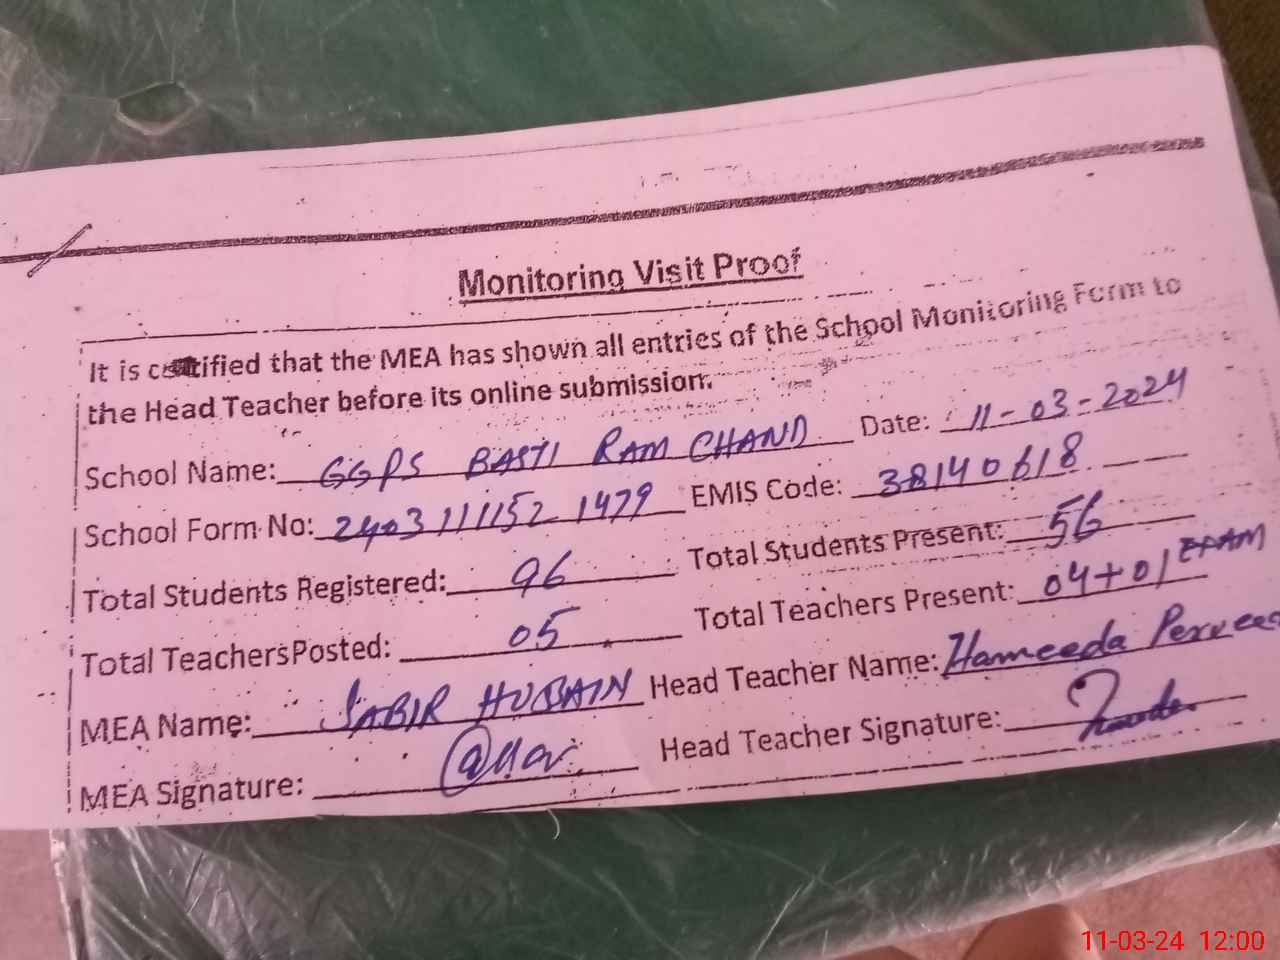 Monitoring Visit Proof
It is certified that the MEA has shown all entries of the School Monitoring Form to
the Head Teacher before its online submission.
School Name: GGPS BASTI RAM CHAND Date: 11-03-2024
School Form No: 2403111152 1479 EMIS Code: 38140618
Total Students Registered: 96 Total Students Present: 56
Total Teachers Posted: 05 Total Teachers Present: 04+01 EXAM
MEA Name: SABIR HUSSAIN Head Teacher Name: Hameeda
MEA Signature: Head Teacher Signature:
11-03-24 12:00